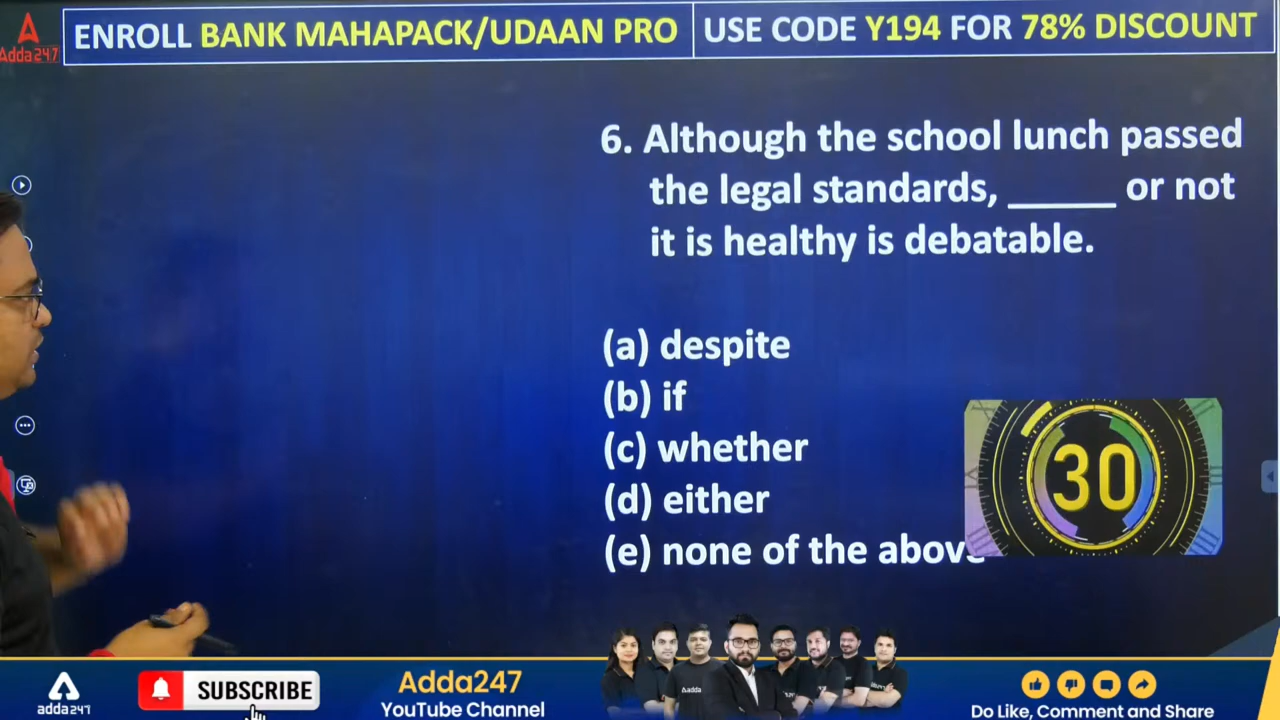 ENROLL BANK MAHAPACK/UDAAN PRO
USE CODE Y194 FOR 78% DISCOUNT
Adda247
6. Although the school lunch passed
the legal standards, ______ or not
it is healthy is debatable.
(a) despite
(b) if
(c) whether
(d) either
(e) none of the above
30
adda247
SUBSCRIBE
Adda247
YouTube Channel
Aadda
Do Like, Comment and Share